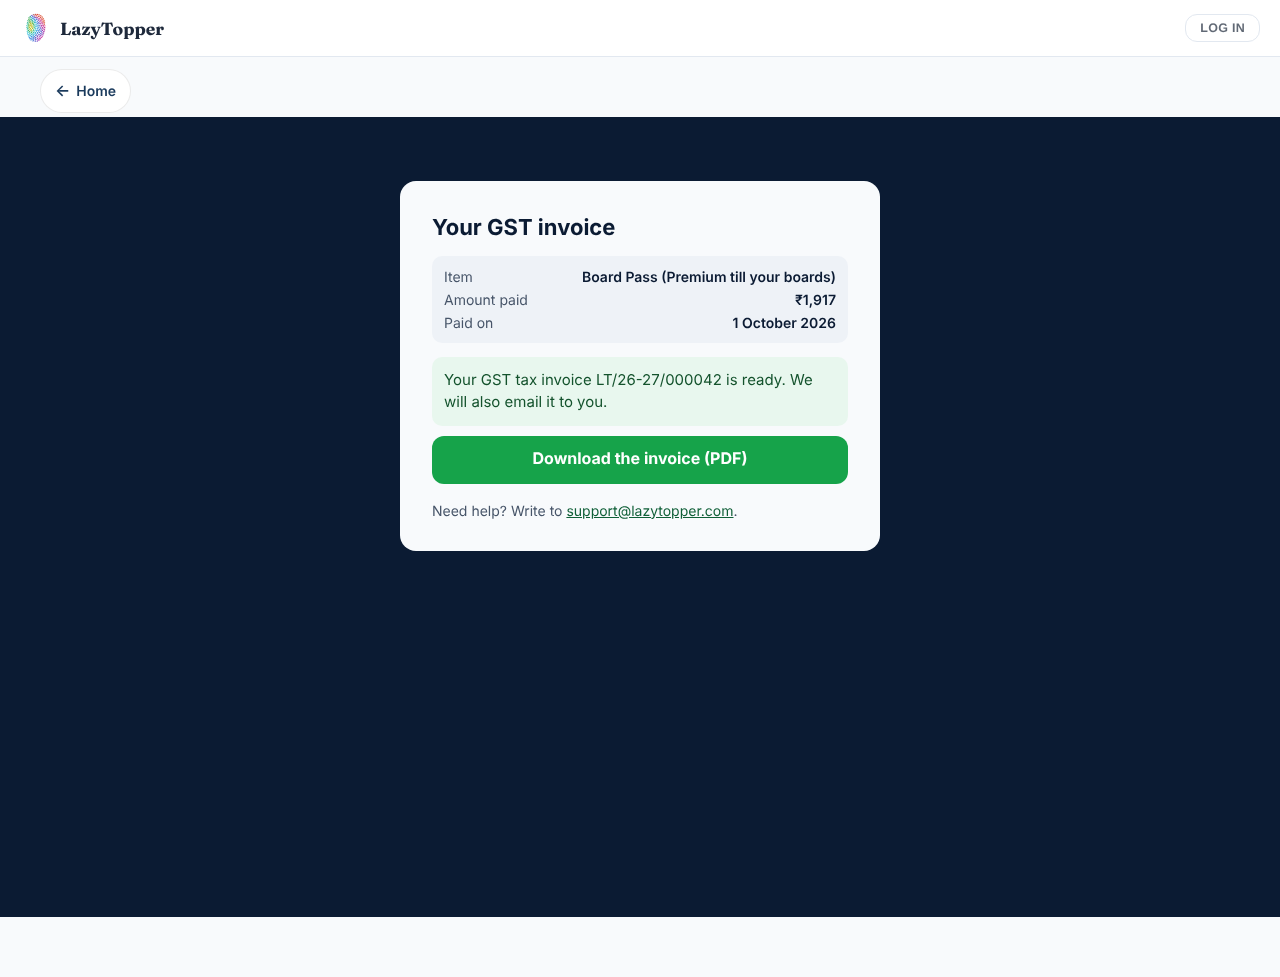 LazyTopper
LOG IN
← Home
Your GST invoice
Item Board Pass (Premium till your boards)
Amount paid ₹1,917
Paid on 1 October 2026
Your GST tax invoice LT/26-27/000042 is ready. We
will also email it to you.
Download the invoice (PDF)
Need help? Write to support@lazytopper.com.